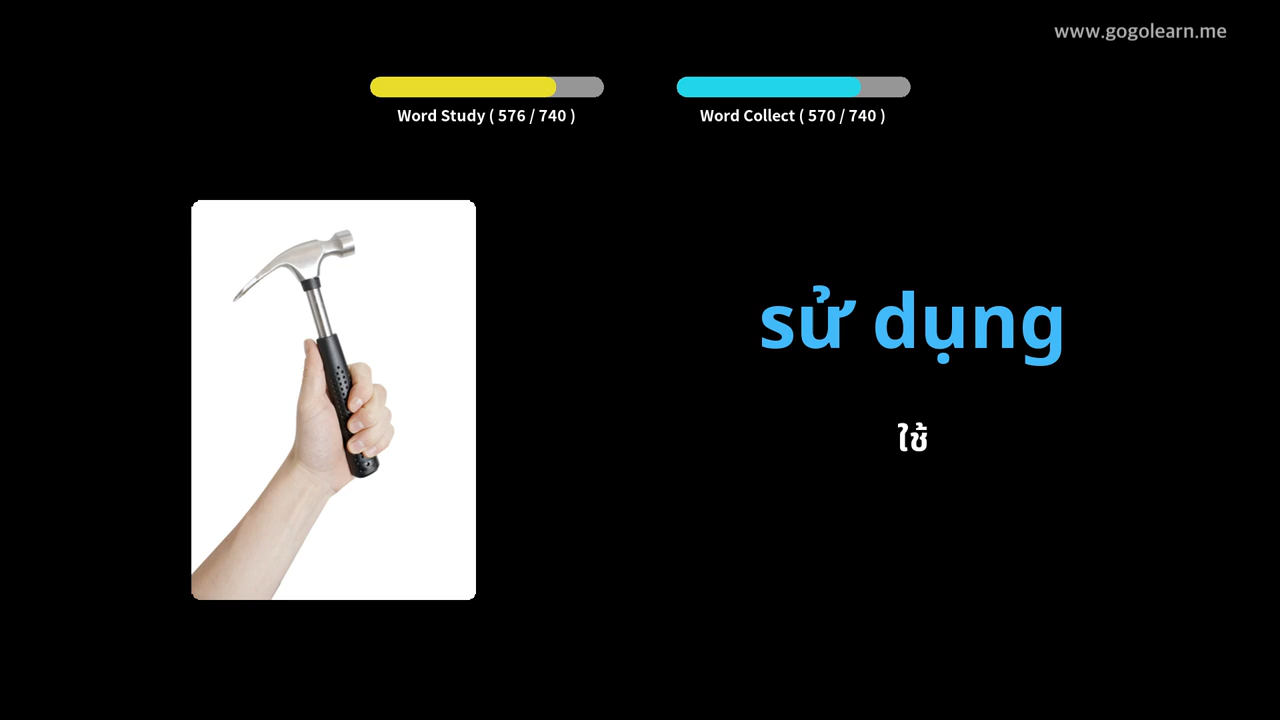 www.gogolearn.me
Word Study ( 576 / 740 )
Word Collect ( 570 / 740 )
sử dụng
ใช้